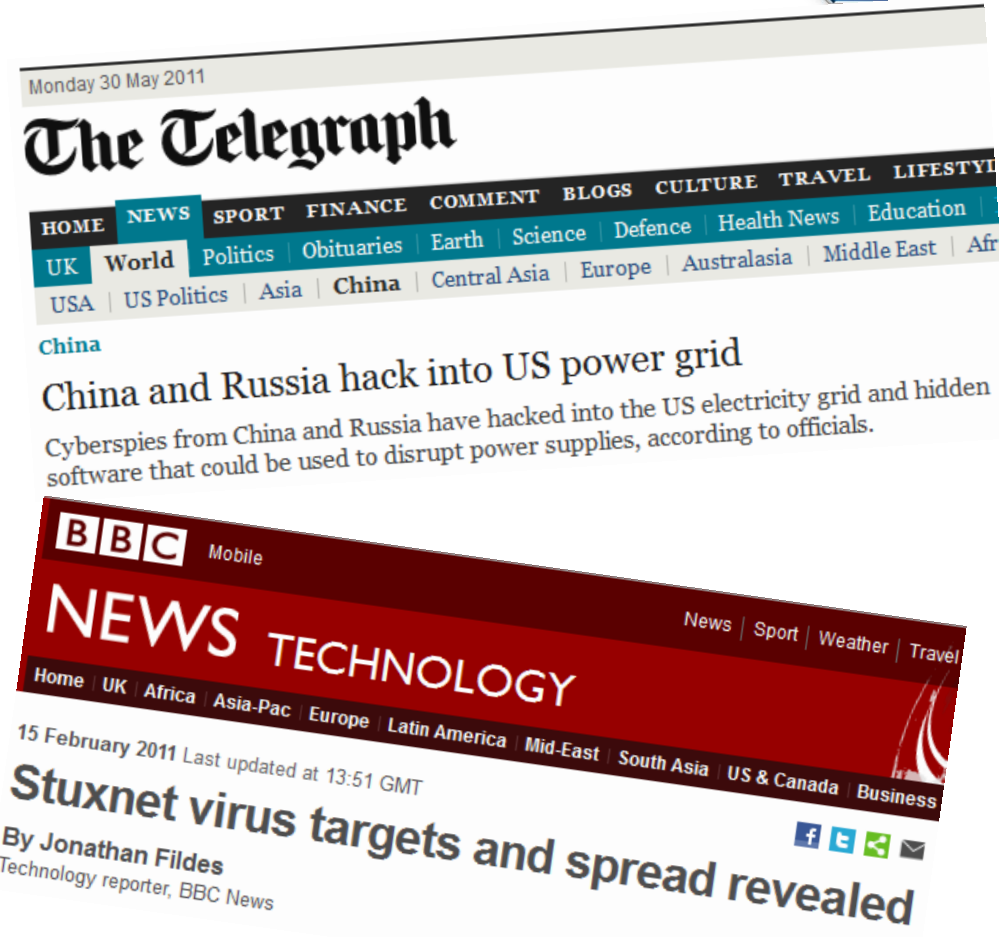 Monday 30 May 2011
The Telegraph
HOME NEWS SPORT FINANCE COMMENT BLOGS CULTURE TRAVEL
UK World Politics Obituaries Earth Science Defence Health News Education
USA US Politics Asia China Central Asia Europe Australasia Middle East
China
China and Russia hack into US power grid
Cyberspies from China and Russia have hacked into the US electricity grid and hidden
software that could be used to disrupt power supplies, according to officials.
BBC Mobile
News Sport Weather Travel
NEWS TECHNOLOGY
Home UK Africa Asia-Pac Europe Latin America Mid-East South Asia US & Canada Business
15 February 2011 Last updated at 13:51 GMT
Stuxnet virus targets and spread revealed
By Jonathan Fildes
Technology reporter, BBC News